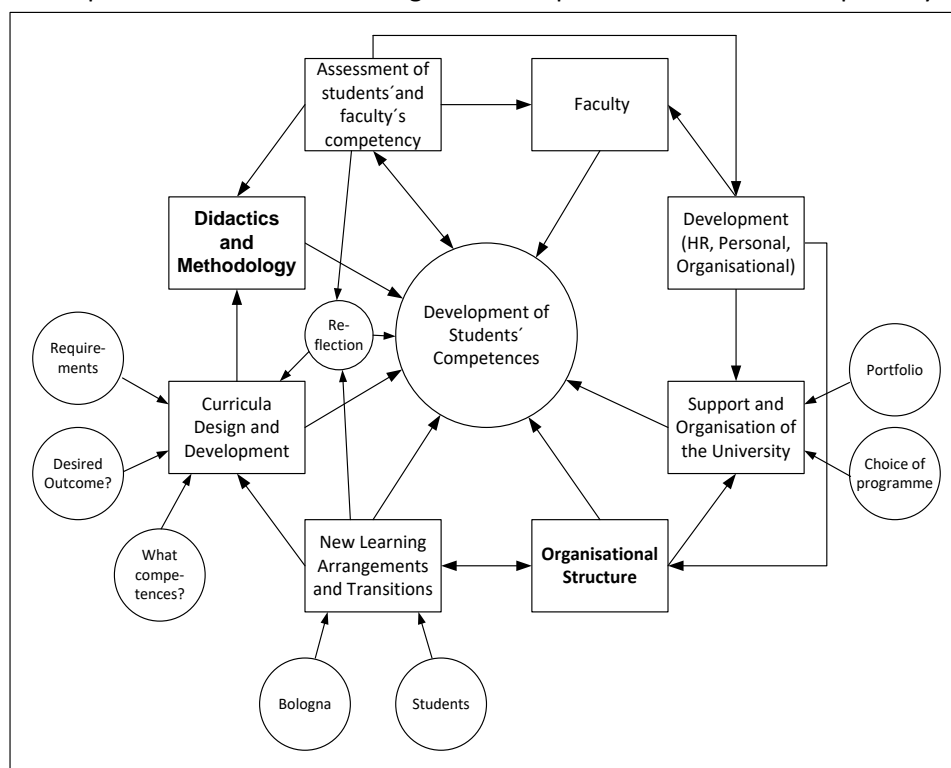 Assessment of
students´and
faculty´s
competency
Faculty
Didactics
and
Methodology
Development
(HR, Personal,
Organisational)
Development of
Students´
Competences
Re-
flection
Require-
ments
Portfolio
Curricula
Design and
Development
Support and
Organisation of
the University
Desired
Outcome?
Choice of
programme
What
compe-
tences?
New Learning
Arrangements
and Transitions
Organisational
Structure
Bologna
Students